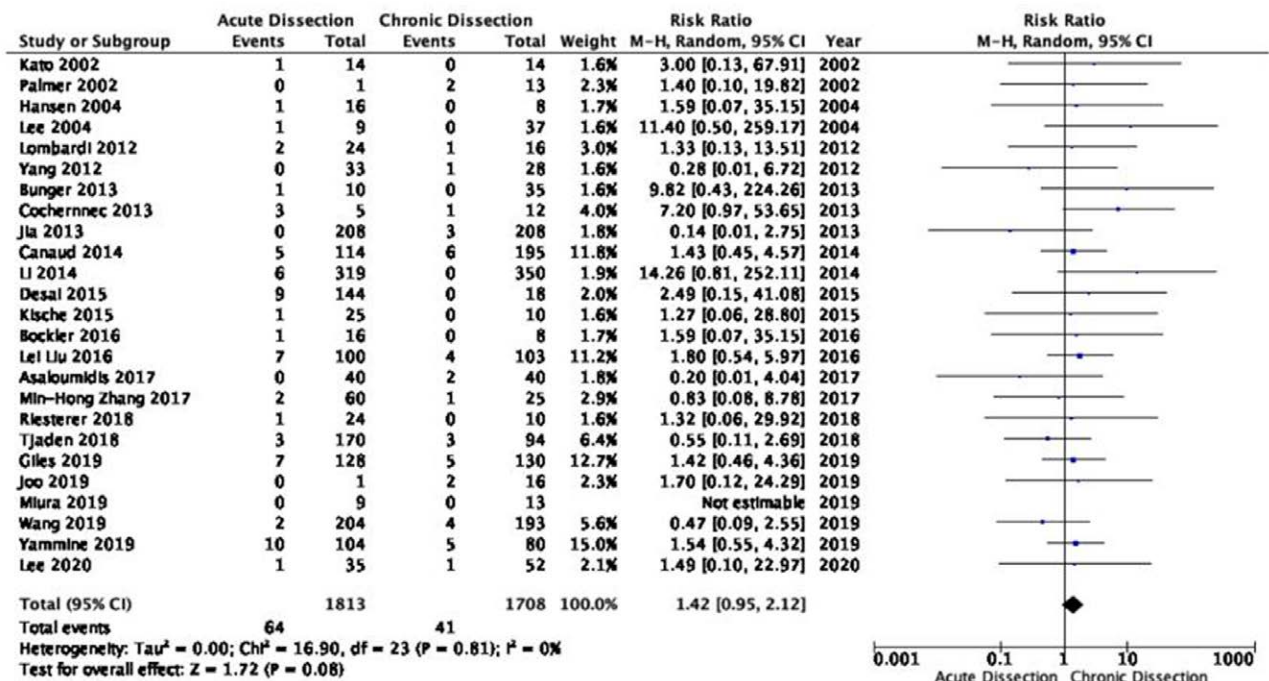 Acute Dissection Chronic Dissection Risk Ratio Risk Ratio
Study or Subgroup Events Total Events Total Weight M-H, Random, 95% CI Year M-H, Random, 95% CI
Kato 2002 1 14 0 14 1.6% 3.00 [0.13, 67.91] 2002
Palmer 2002 0 1 2 13 2.3% 1.40 [0.10, 19.82] 2002
Hansen 2004 1 16 0 8 1.7% 1.59 [0.07, 35.15] 2004
Lee 2004 1 9 0 37 1.6% 11.40 [0.50, 259.17] 2004
Lombardi 2012 2 24 1 16 3.0% 1.33 [0.13, 13.51] 2012
Yang 2012 0 33 1 28 1.6% 0.28 [0.01, 6.72] 2012
Bunger 2013 1 10 0 35 1.6% 9.82 [0.43, 224.26] 2013
Cochernnec 2013 3 5 1 12 4.0% 7.20 [0.97, 53.65] 2013
Jia 2013 0 208 3 208 1.8% 0.14 [0.01, 2.75] 2013
Canaud 2014 5 114 6 195 11.8% 1.43 [0.45, 4.57] 2014
Li 2014 6 319 0 350 1.9% 14.26 [0.81, 252.11] 2014
Desai 2015 9 144 0 18 2.0% 2.49 [0.15, 41.08] 2015
Kische 2015 1 25 0 10 1.6% 1.27 [0.06, 28.80] 2015
Bockler 2016 1 16 0 8 1.7% 1.59 [0.07, 35.15] 2016
Lei Liu 2016 7 100 4 103 11.2% 1.80 [0.54, 5.97] 2016
Asaloumidis 2017 0 40 2 40 1.8% 0.20 [0.01, 4.04] 2017
Min-Hong Zhang 2017 2 60 1 25 2.9% 0.83 [0.08, 8.78] 2017
Riesterer 2018 1 24 0 10 1.6% 1.32 [0.06, 29.92] 2018
Tjaden 2018 3 170 3 94 6.4% 0.55 [0.11, 2.69] 2018
Giles 2019 7 128 5 130 12.7% 1.42 [0.46, 4.36] 2019
Joo 2019 0 1 2 16 2.3% 1.70 [0.12, 24.29] 2019
Miura 2019 0 9 0 13 Not estimable 2019
Wang 2019 2 204 4 193 5.6% 0.47 [0.09, 2.55] 2019
Yammine 2019 10 104 5 80 15.0% 1.54 [0.55, 4.32] 2019
Lee 2020 1 35 1 52 2.1% 1.49 [0.10, 22.97] 2020
Total (95% CI) 1813 1708 100.0% 1.42 [0.95, 2.12]
Total events 64 41
Heterogeneity: Tau² = 0.00; Chi² = 16.90, df = 23 (P = 0.81); I² = 0%
Test for overall effect: Z = 1.72 (P = 0.08)
0.001 0.1 1 10 1000
Acute Dissection Chronic Dissection